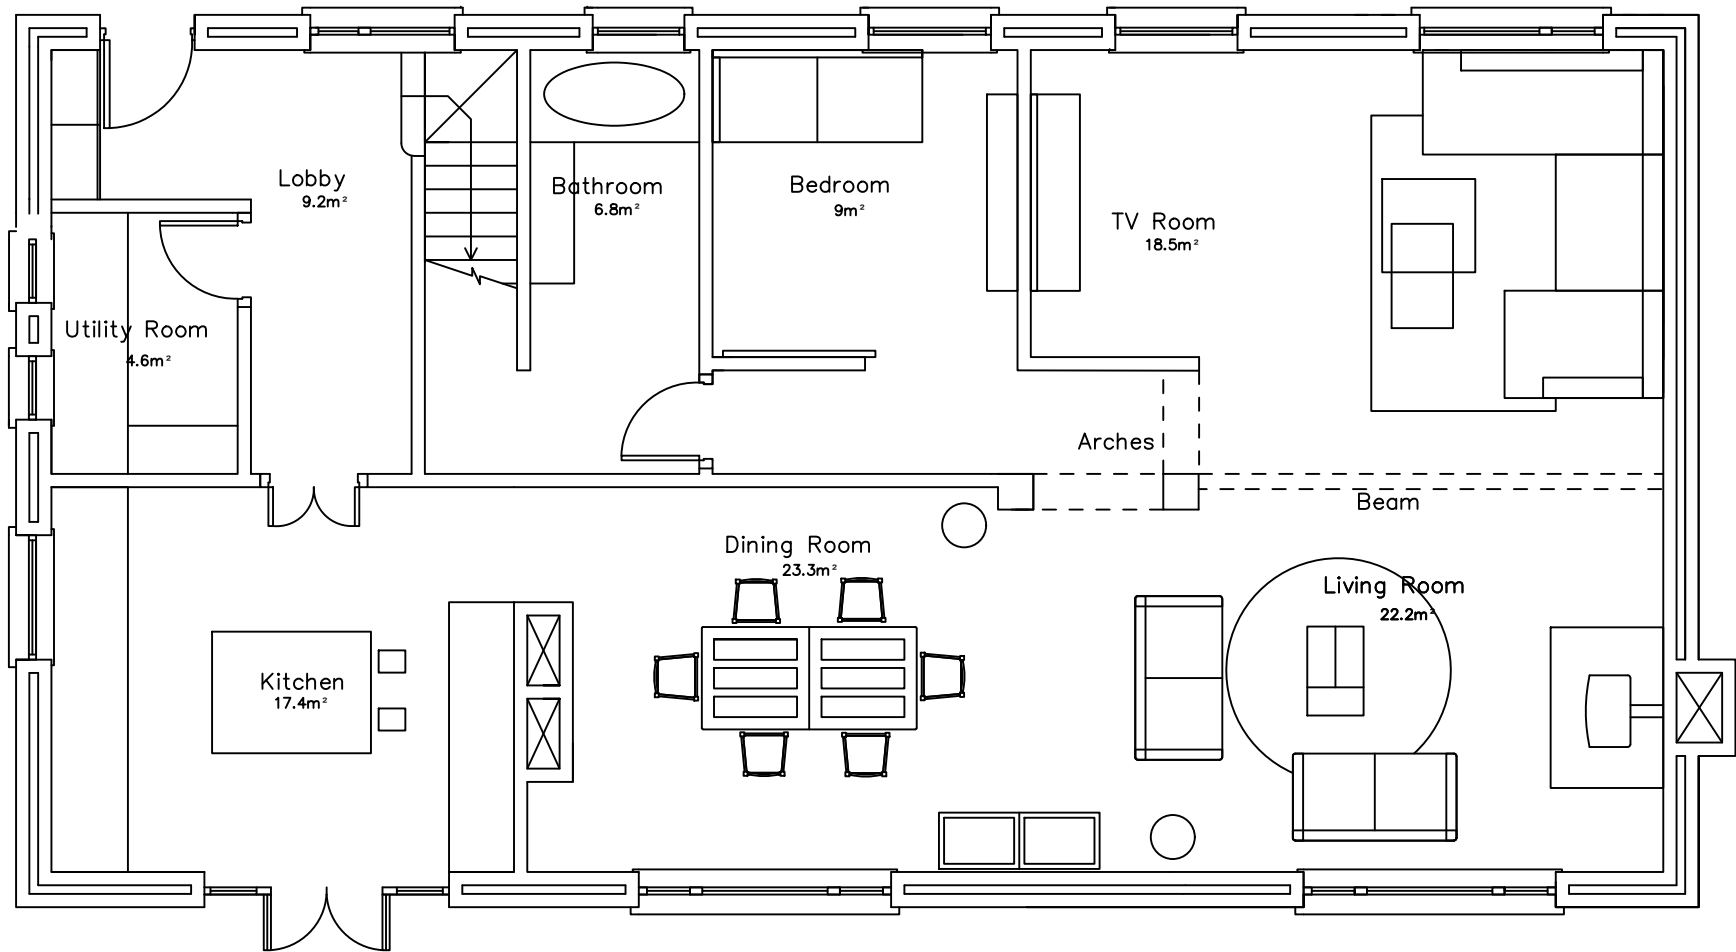 Lobby
9.2m²
Bathroom
6.8m²
Bedroom
9m²
TV Room
18.5m²
Utility Room
4.6m²
Arches
Beam
Dining Room
23.3m²
Living Room
22.2m²
Kitchen
17.4m²